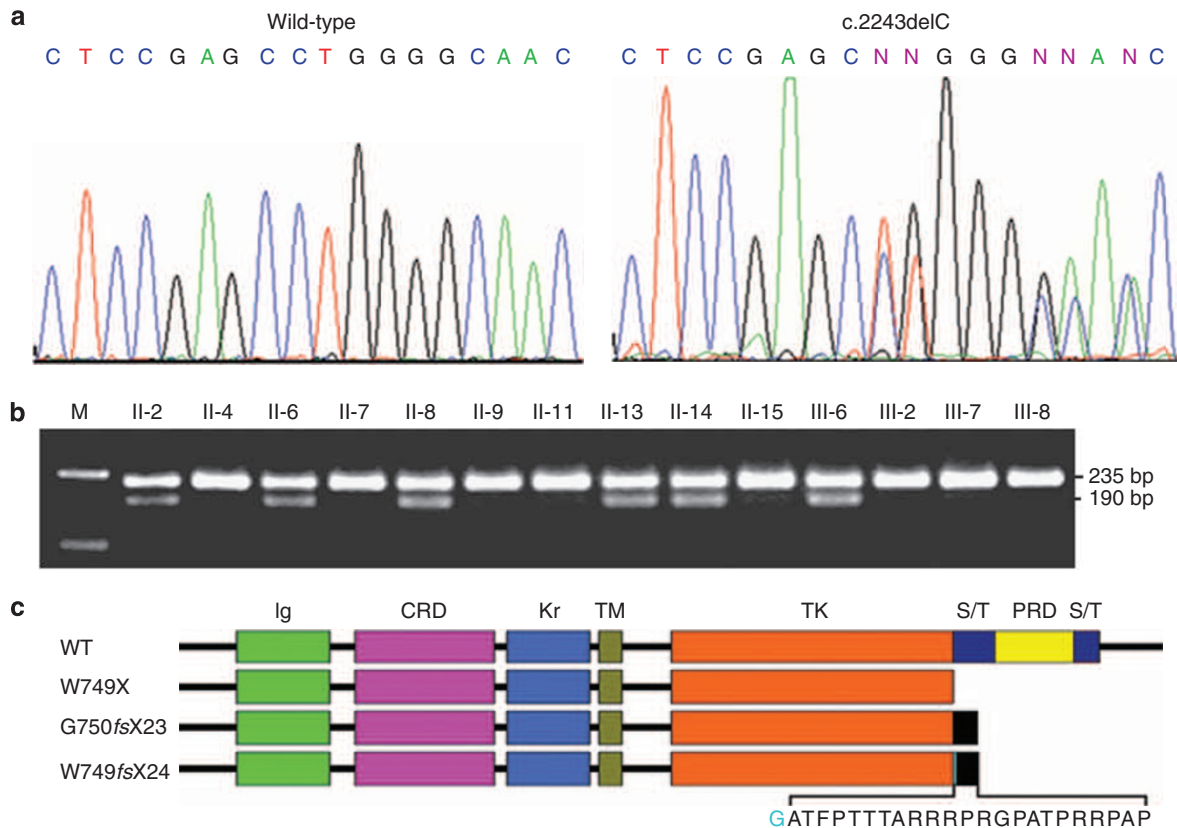 a
Wild-type
c.2243delC
C T C C G A G C C T G G G G C A A C
C T C C G A G C N N G G G N N A N C
b
M II-2 II-4 II-6 II-7 II-8 II-9 II-11 II-13 II-14 II-15 III-6 III-2 III-7 III-8
235 bp
190 bp
c
Ig CRD Kr TM TK S/T PRD S/T
WT
W749X
G750fsX23
W749fsX24
GATFPTTTARRRPRGPATPRRPAP